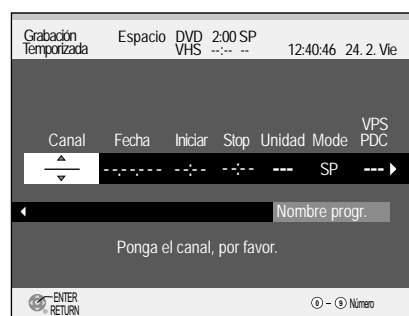 Grabación Temporizada Espacio DVD 2:00 SP
VHS --:-- -- 12:40:46 24. 2. Vie
Canal Fecha Iniciar Stop Unidad Mode VPS PDC
--.--.--- --:-- --:-- --- SP ---
Nombre progr.
Ponga el canal, por favor.
ENTER
RETURN
0 – 9 Número